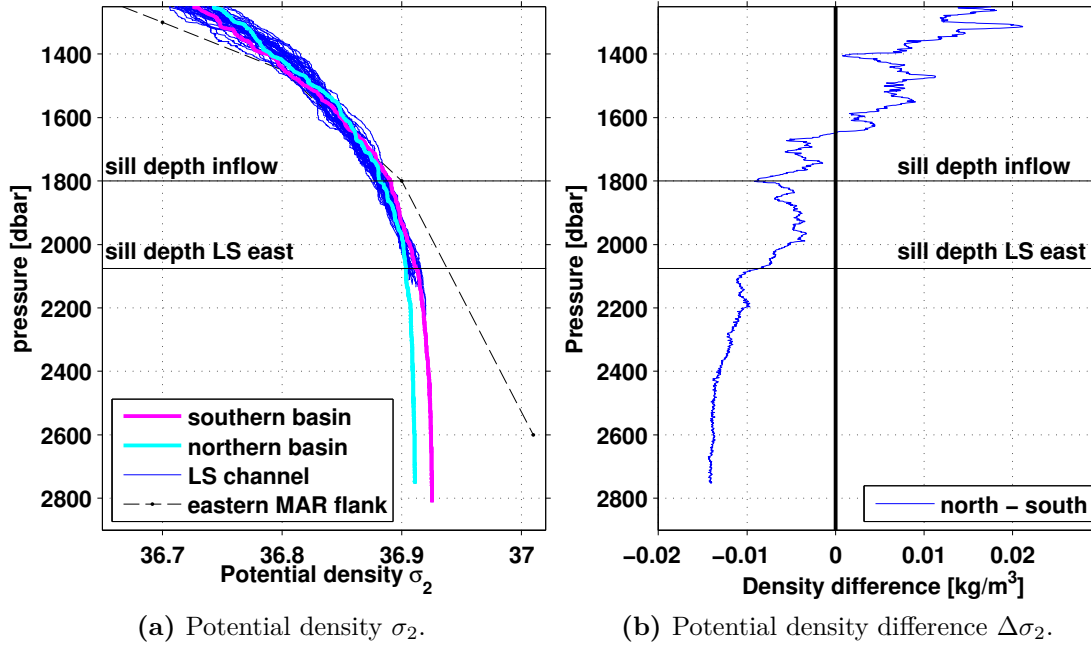 1400
1600
1800
2000
2200
2400
2600
2800
pressure [dbar]
sill depth inflow
sill depth LS east
southern basin
northern basin
LS channel
eastern MAR flank
36.7 36.8 36.9 37
Potential density σ₂
(a) Potential density σ₂.
1400
1600
1800
2000
2200
2400
2600
2800
Pressure [dbar]
sill depth inflow
sill depth LS east
north − south
−0.02 −0.01 0 0.01 0.02
Density difference [kg/m³]
(b) Potential density difference Δσ₂.